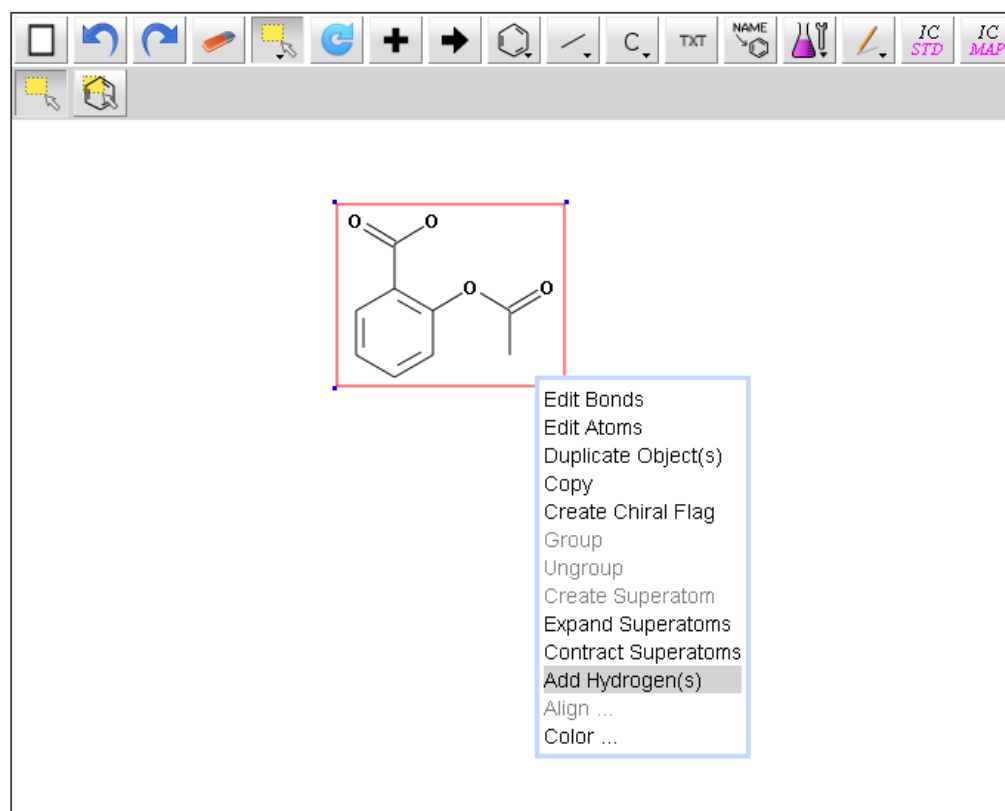 C
TXT
NAME
IC
STD
IC
MAP
O
O
O
O
Edit Bonds
Edit Atoms
Duplicate Object(s)
Copy
Create Chiral Flag
Group
Ungroup
Create Superatom
Expand Superatoms
Contract Superatoms
Add Hydrogen(s)
Align ...
Color ...